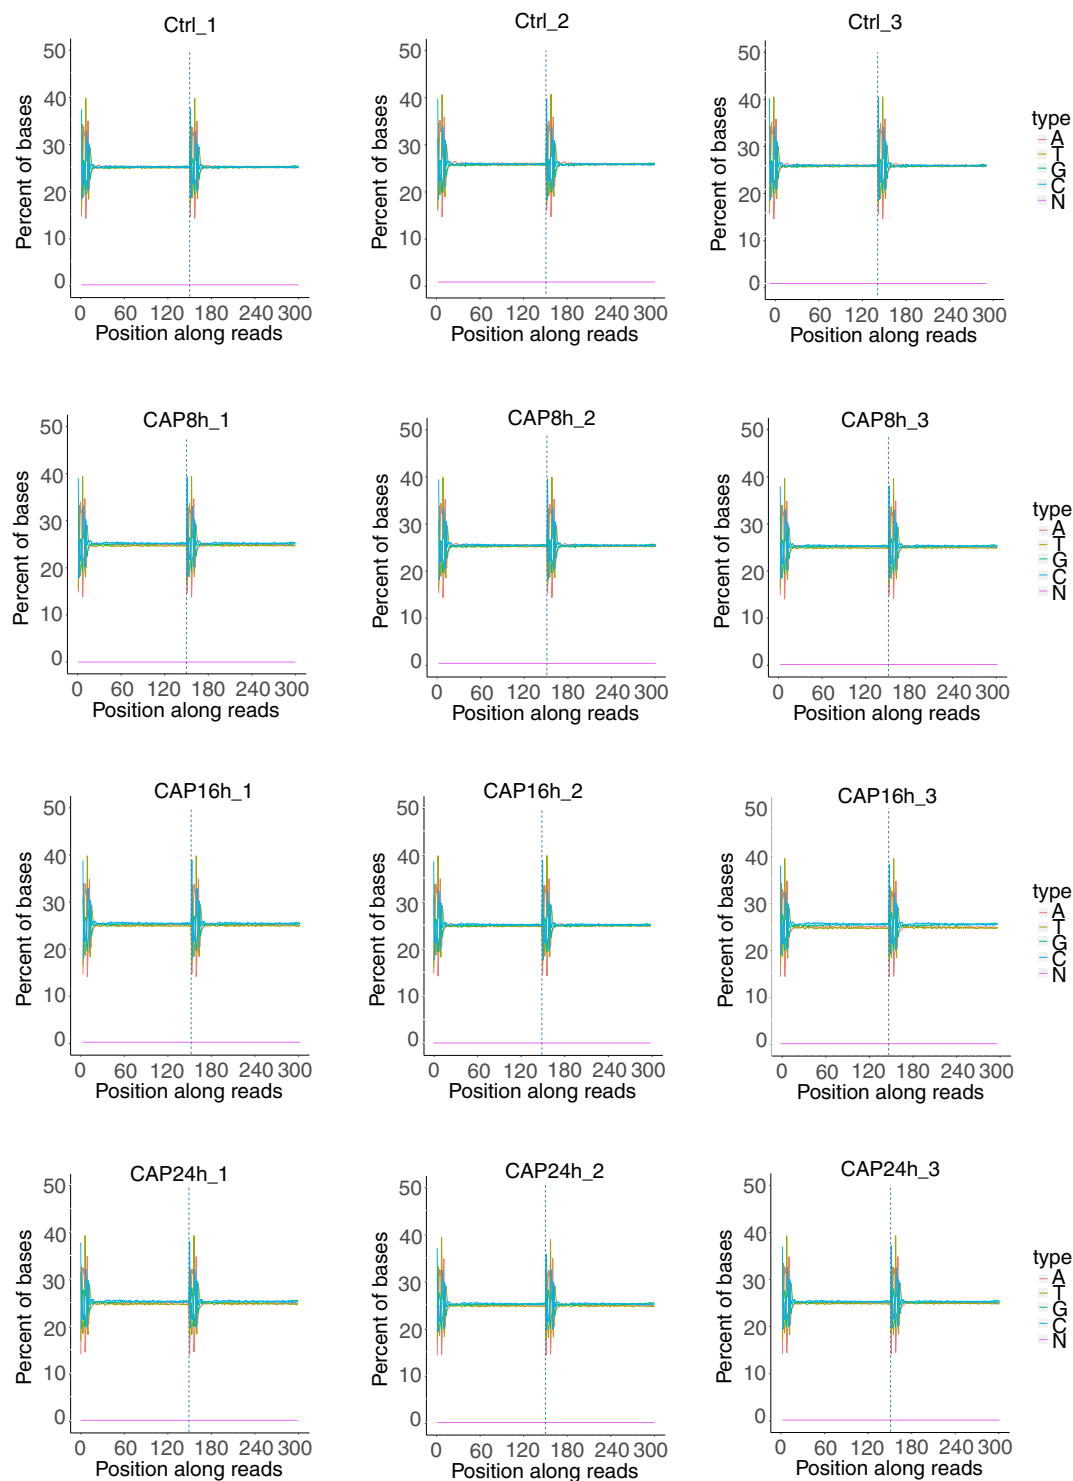 Ctrl_1
Ctrl_2
Ctrl_3
50
40
30
20
10
0
Percent of bases
0 60 120 180 240 300
Position along reads
50
40
30
20
10
0
Percent of bases
0 60 120 180 240 300
Position along reads
50
40
30
20
10
0
Percent of bases
0 60 120 180 240 300
Position along reads
type
A
T
G
C
N
CAP8h_1
CAP8h_2
CAP8h_3
50
40
30
20
10
0
Percent of bases
0 60 120 180 240 300
Position along reads
50
40
30
20
10
0
Percent of bases
0 60 120 180 240 300
Position along reads
50
40
30
20
10
0
Percent of bases
0 60 120 180 240 300
Position along reads
type
A
T
G
C
N
CAP16h_1
CAP16h_2
CAP16h_3
50
40
30
20
10
0
Percent of bases
0 60 120 180 240 300
Position along reads
50
40
30
20
10
0
Percent of bases
0 60 120 180 240 300
Position along reads
50
40
30
20
10
0
Percent of bases
0 60 120 180 240 300
Position along reads
type
A
T
G
C
N
CAP24h_1
CAP24h_2
CAP24h_3
50
40
30
20
10
0
Percent of bases
0 60 120 180 240 300
Position along reads
50
40
30
20
10
0
Percent of bases
0 60 120 180 240 300
Position along reads
50
40
30
20
10
0
Percent of bases
0 60 120 180 240 300
Position along reads
type
A
T
G
C
N